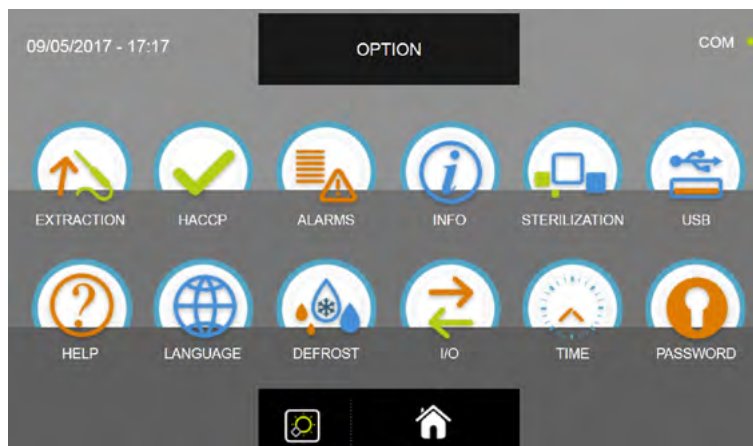 09/05/2017 - 17:17
OPTION
COM
EXTRACTION
HACCP
ALARMS
INFO
STERILIZATION
USB
HELP
LANGUAGE
DEFROST
I/O
TIME
PASSWORD